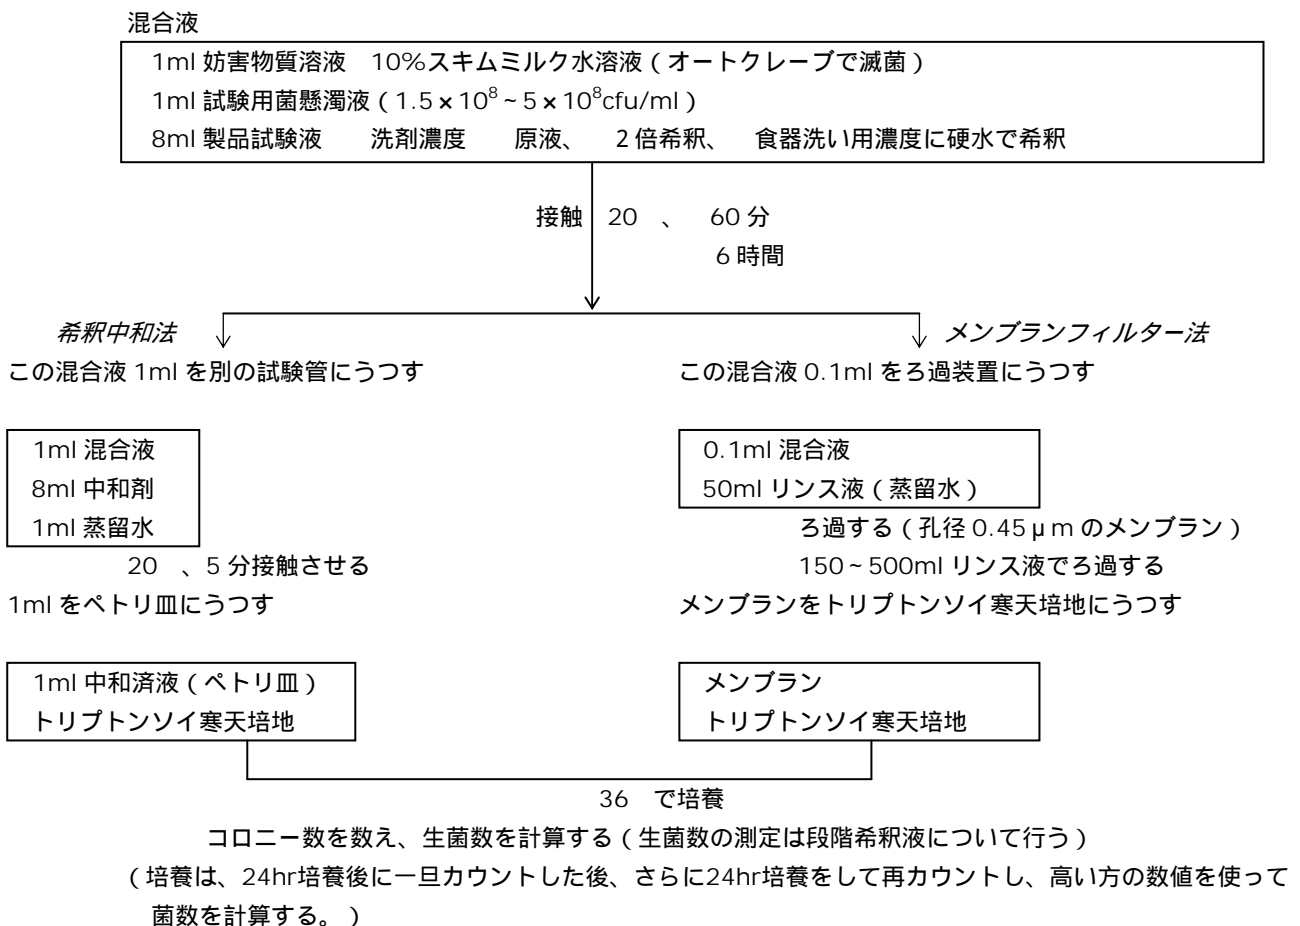 混合液
1ml 妨害物質溶液　10%スキムミルク水溶液（オートクレーブで滅菌）
1ml 試験用菌懸濁液（1.5×10⁸~5×10⁸cfu/ml）
8ml 製品試験液　　洗剤濃度　　原液、　２倍希釈、　食器洗い用濃度に硬水で希釈
接触　20　、　60 分
6 時間
希釈中和法
この混合液 1ml を別の試験管にうつす
1ml 混合液
8ml 中和剤
1ml 蒸留水
20　、5 分接触させる
1ml をペトリ皿にうつす
1ml 中和済液（ペトリ皿）
トリプトンソイ寒天培地
メンブランフィルター法
この混合液 0.1ml をろ過装置にうつす
0.1ml 混合液
50ml リンス液（蒸留水）
ろ過する（孔径 0.45μm のメンブラン）
150~500ml リンス液でろ過する
メンブランをトリプトンソイ寒天培地にうつす
メンブラン
トリプトンソイ寒天培地
36　で培養
コロニー数を数え、生菌数を計算する（生菌数の測定は段階希釈液について行う）
（培養は、24hr培養後に一旦カウントした後、さらに24hr培養をして再カウントし、高い方の数値を使って
菌数を計算する。）